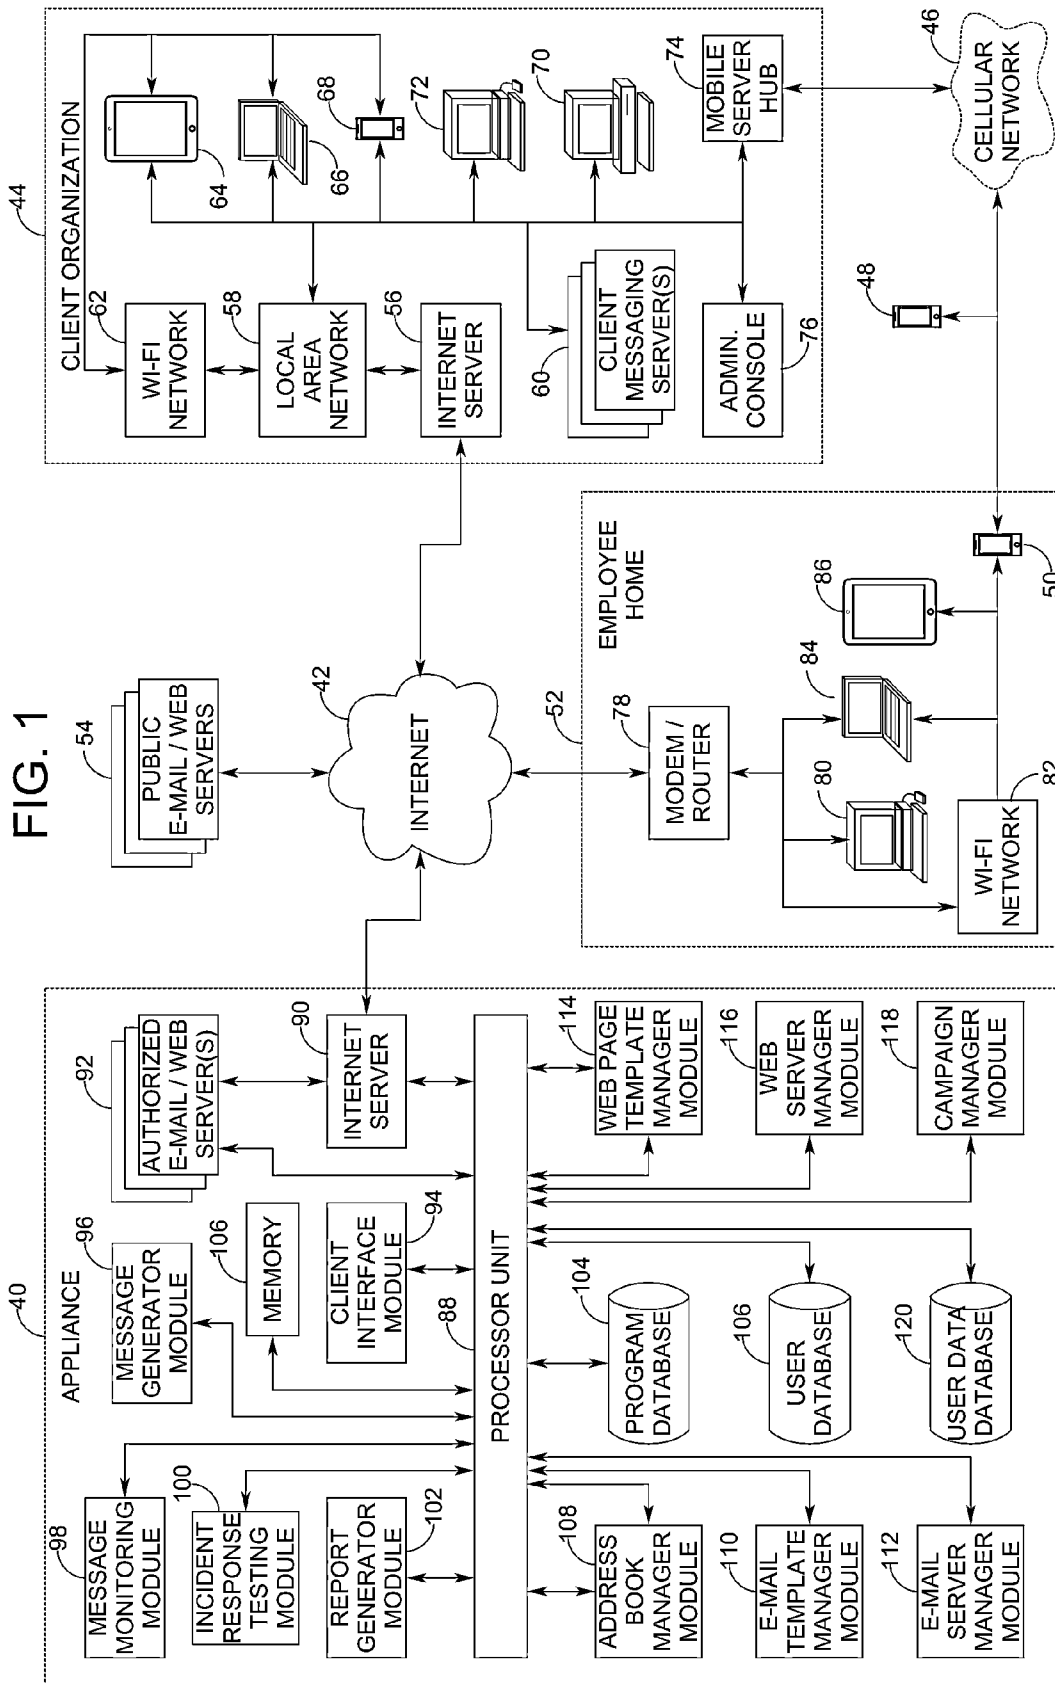 FIG. 1
40
APPLIANCE
98
MESSAGE
MONITORING
MODULE
96
MESSAGE
GENERATOR
MODULE
92
AUTHORIZED
E-MAIL / WEB
SERVER(S)
100
INCIDENT
RESPONSE
TESTING
MODULE
106
MEMORY
102
REPORT
GENERATOR
MODULE
94
CLIENT
INTERFACE
MODULE
90
INTERNET
SERVER
88
PROCESSOR UNIT
108
ADDRESS
BOOK
MANAGER
MODULE
104
PROGRAM
DATABASE
114
WEB PAGE
TEMPLATE
MANAGER
MODULE
110
E-MAIL
TEMPLATE
MANAGER
MODULE
106
USER
DATABASE
116
WEB
SERVER
MANAGER
MODULE
112
E-MAIL
SERVER
MANAGER
MODULE
120
USER DATA
DATABASE
118
CAMPAIGN
MANAGER
MODULE
54
PUBLIC
E-MAIL / WEB
SERVERS
42
INTERNET
52
EMPLOYEE
HOME
78
MODEM /
ROUTER
80
84
86
82
WI-FI
NETWORK
50
44
CLIENT ORGANIZATION
62
WI-FI
NETWORK
64
58
LOCAL
AREA
NETWORK
66
68
56
INTERNET
SERVER
72
60
CLIENT
MESSAGING
SERVER(S)
70
76
ADMIN.
CONSOLE
74
MOBILE
SERVER
HUB
48
46
CELLULAR
NETWORK